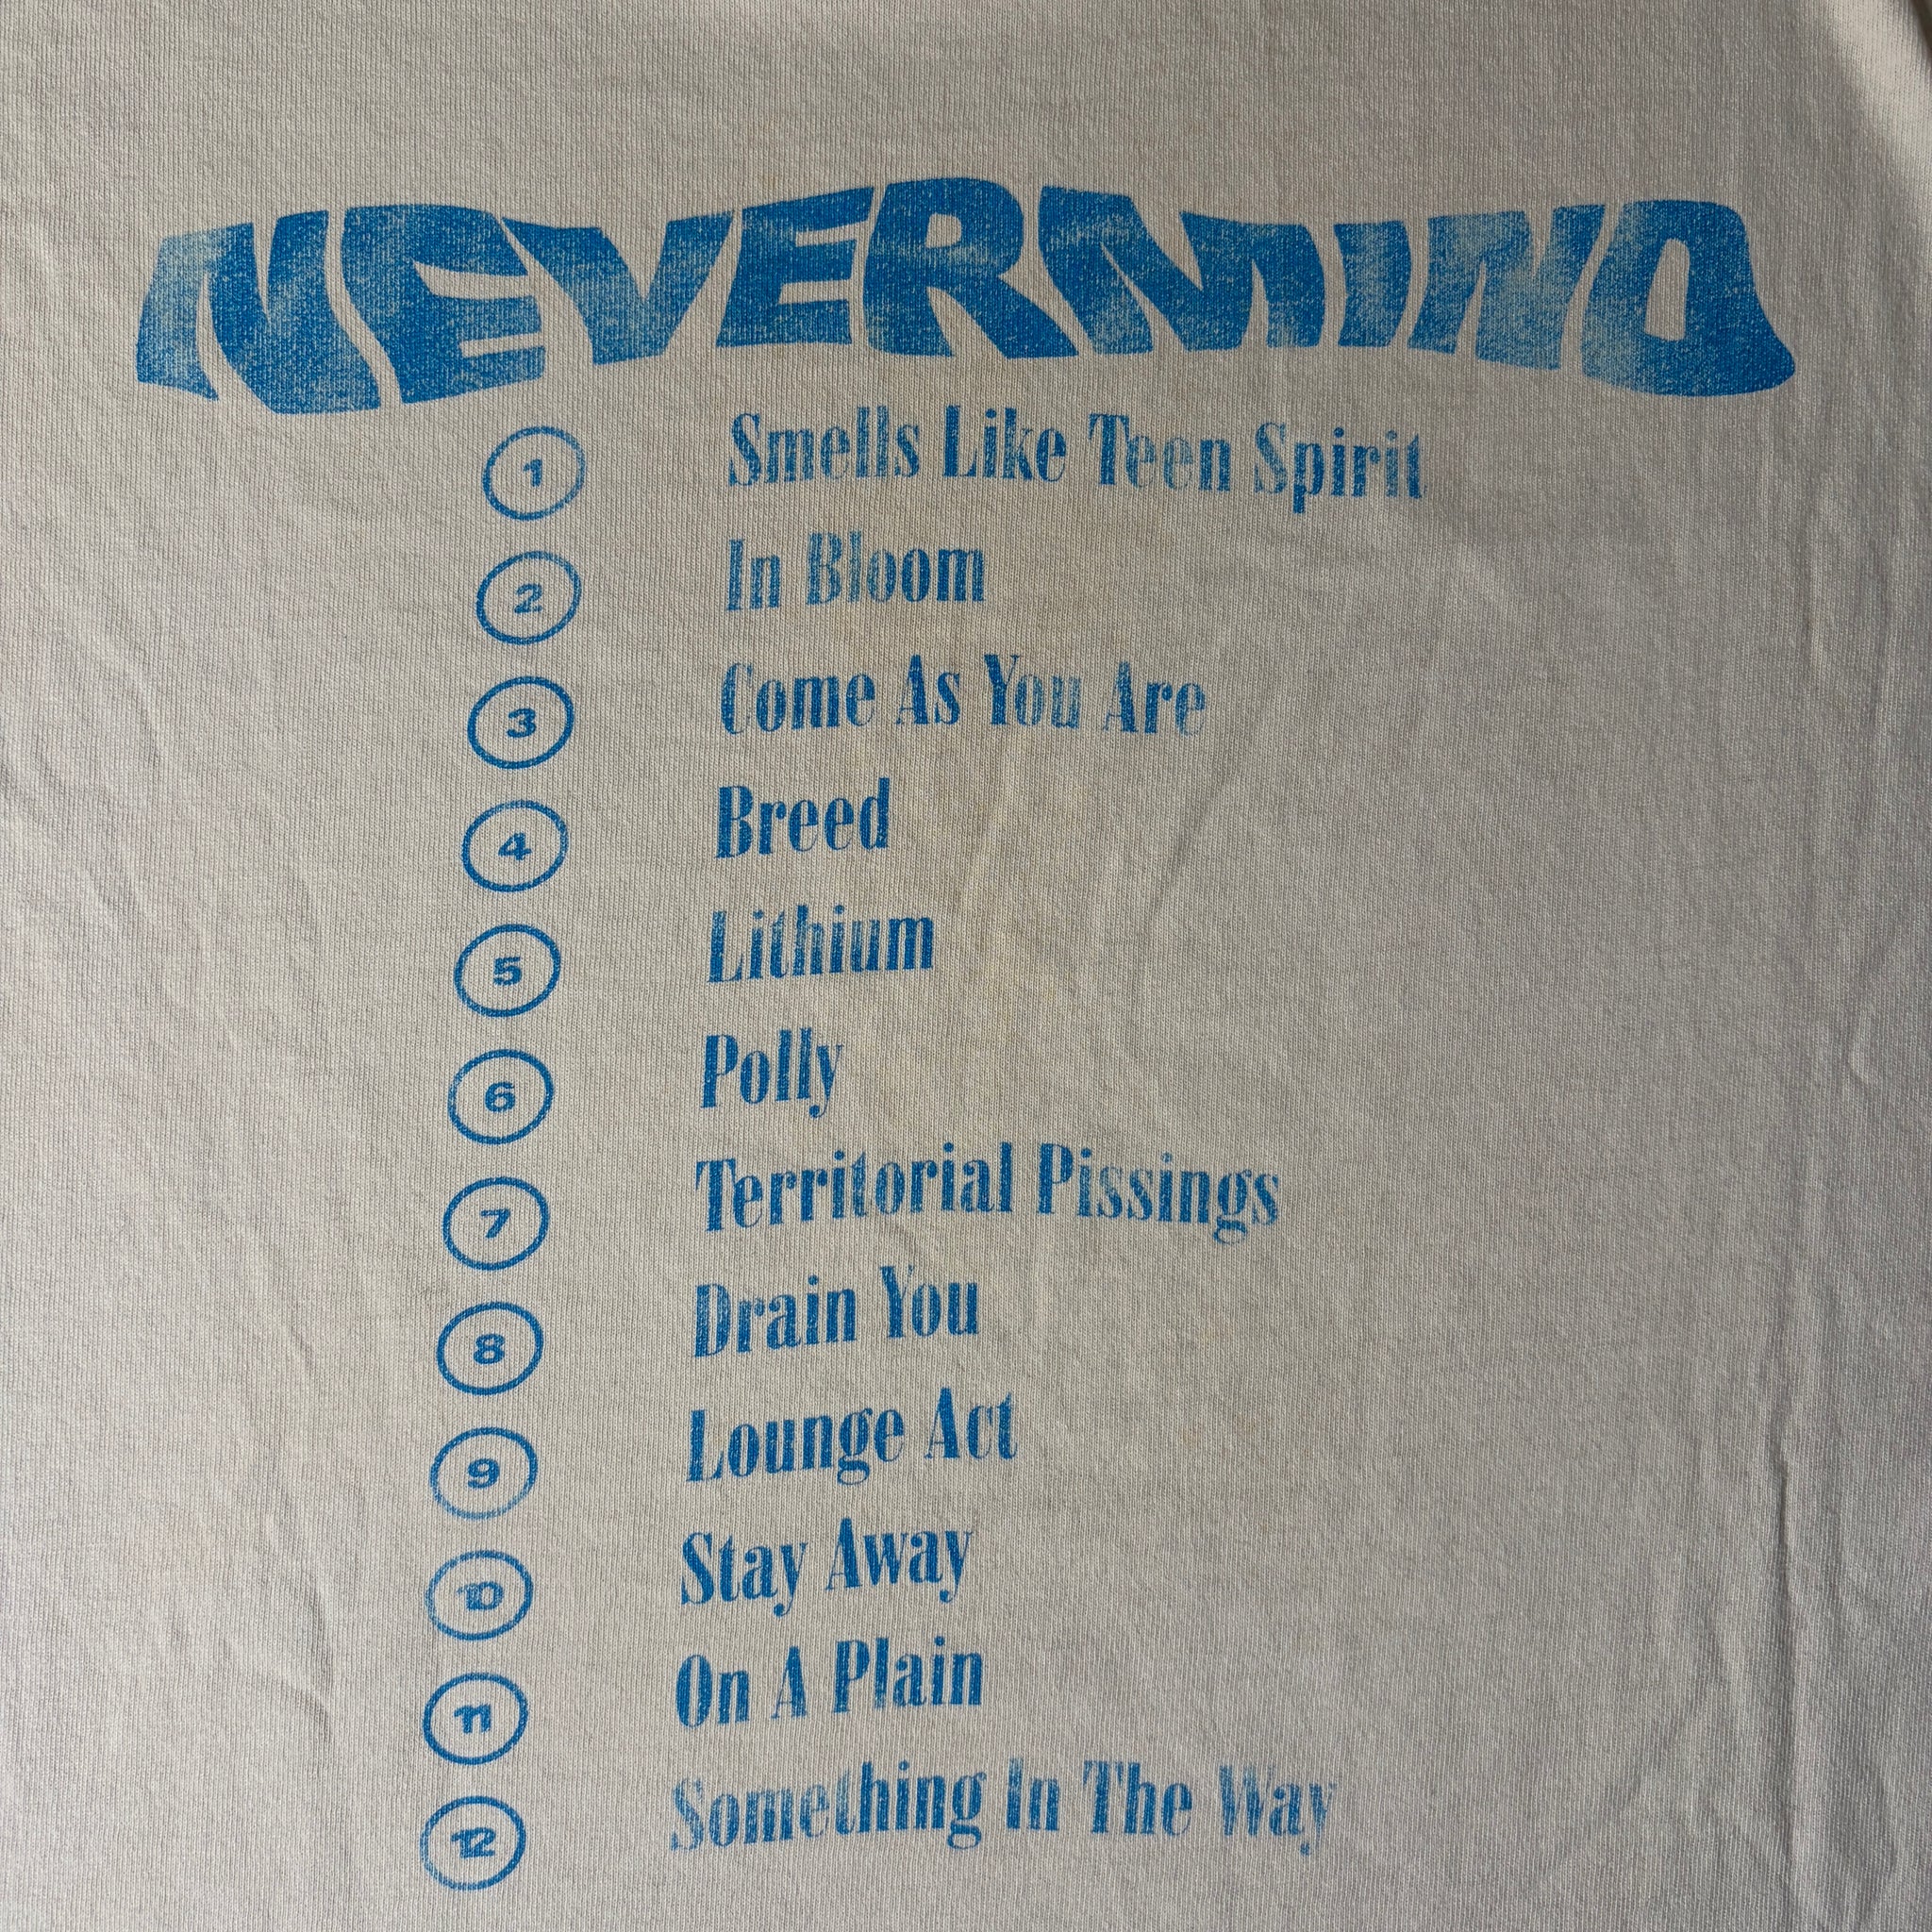 NEVERMIND
1 Smells Like Teen Spirit
2 In Bloom
3 Come As You Are
4 Breed
5 Lithium
6 Polly
7 Territorial Pissings
8 Drain You
9 Lounge Act
10 Stay Away
11 On A Plain
12 Something In The Way